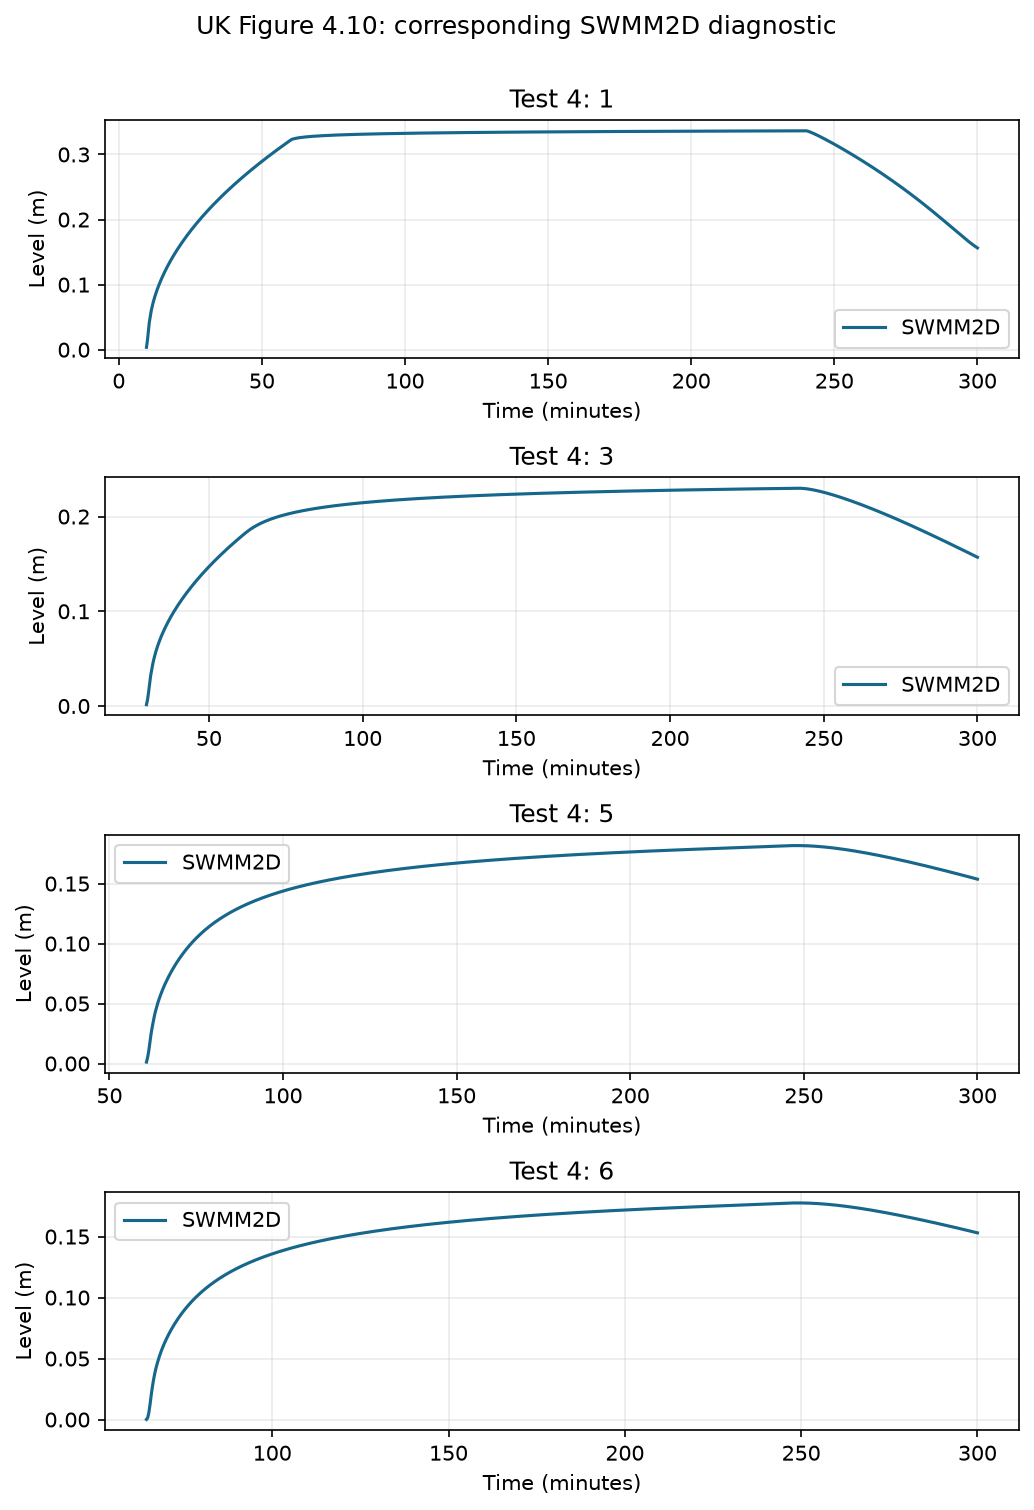 UK Figure 4.10: corresponding SWMM2D diagnostic
Test 4: 1
Level (m)
0.3
0.2
0.1
0.0
SWMM2D
0 50 100 150 200 250 300
Time (minutes)
Test 4: 3
Level (m)
0.2
0.1
0.0
SWMM2D
50 100 150 200 250 300
Time (minutes)
Test 4: 5
Level (m)
SWMM2D
0.15
0.10
0.05
0.00
50 100 150 200 250 300
Time (minutes)
Test 4: 6
Level (m)
SWMM2D
0.15
0.10
0.05
0.00
100 150 200 250 300
Time (minutes)